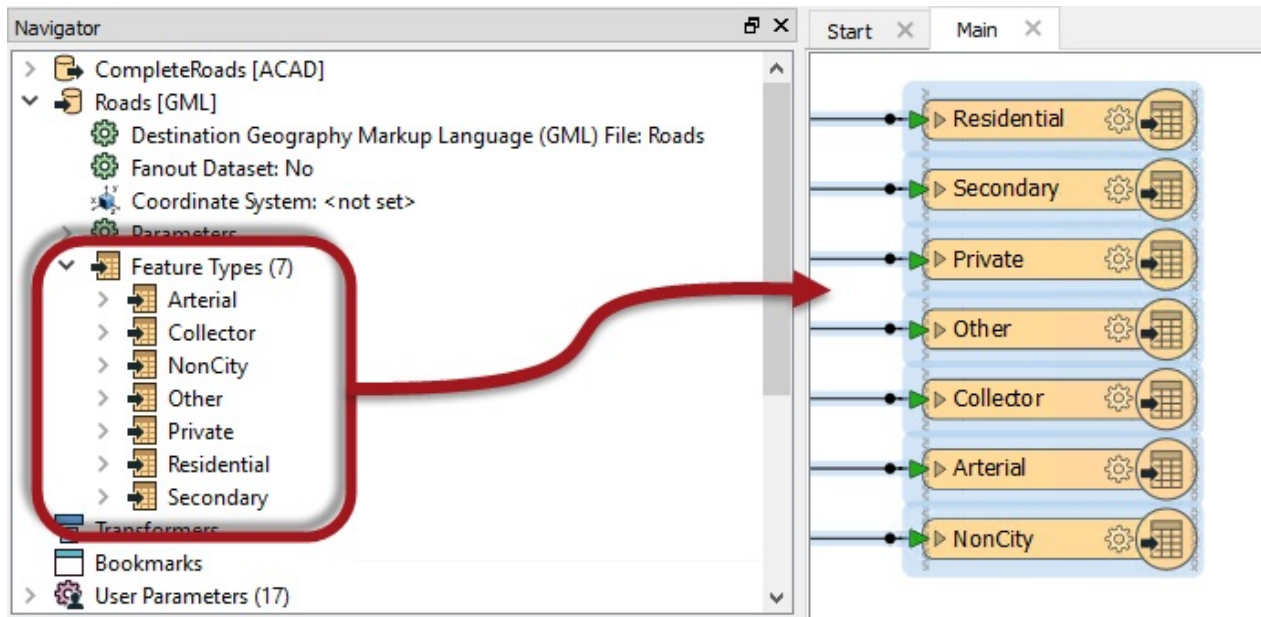 Navigator
CompleteRoads [ACAD]
Roads [GML]
Destination Geography Markup Language (GML) File: Roads
Fanout Dataset: No
Coordinate System: <not set>
Parameters
Feature Types (7)
Arterial
Collector
NonCity
Other
Private
Residential
Secondary
Transformers
Bookmarks
User Parameters (17)
Start
Main
Residential
Secondary
Private
Other
Collector
Arterial
NonCity